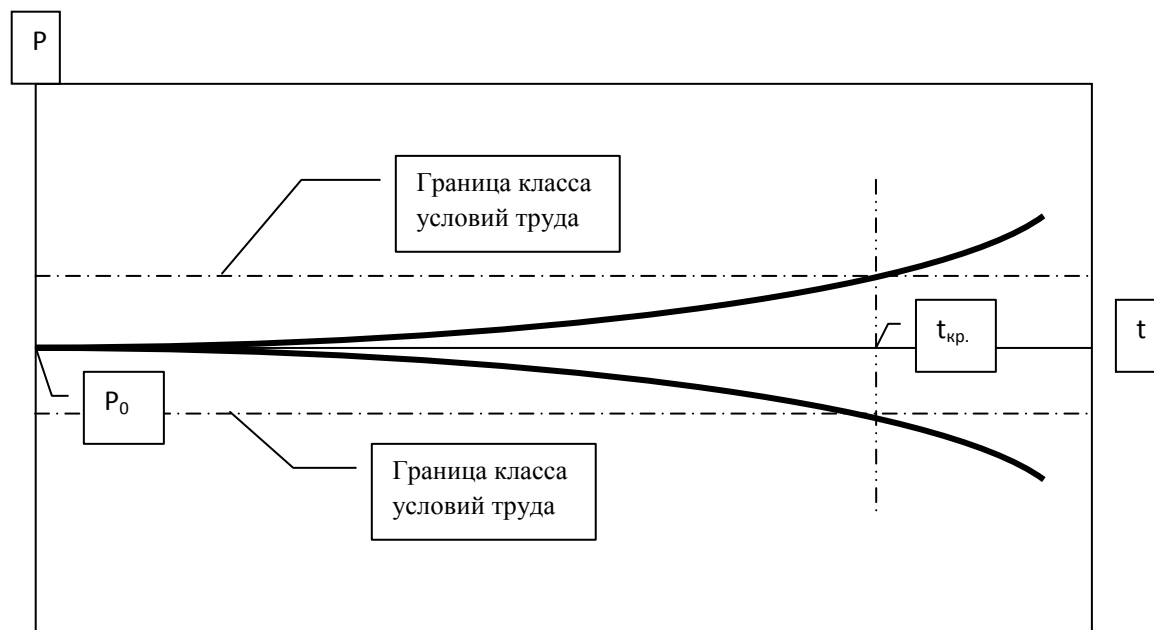 P
Граница класса
условий труда
tкр.
t
P0
Граница класса
условий труда